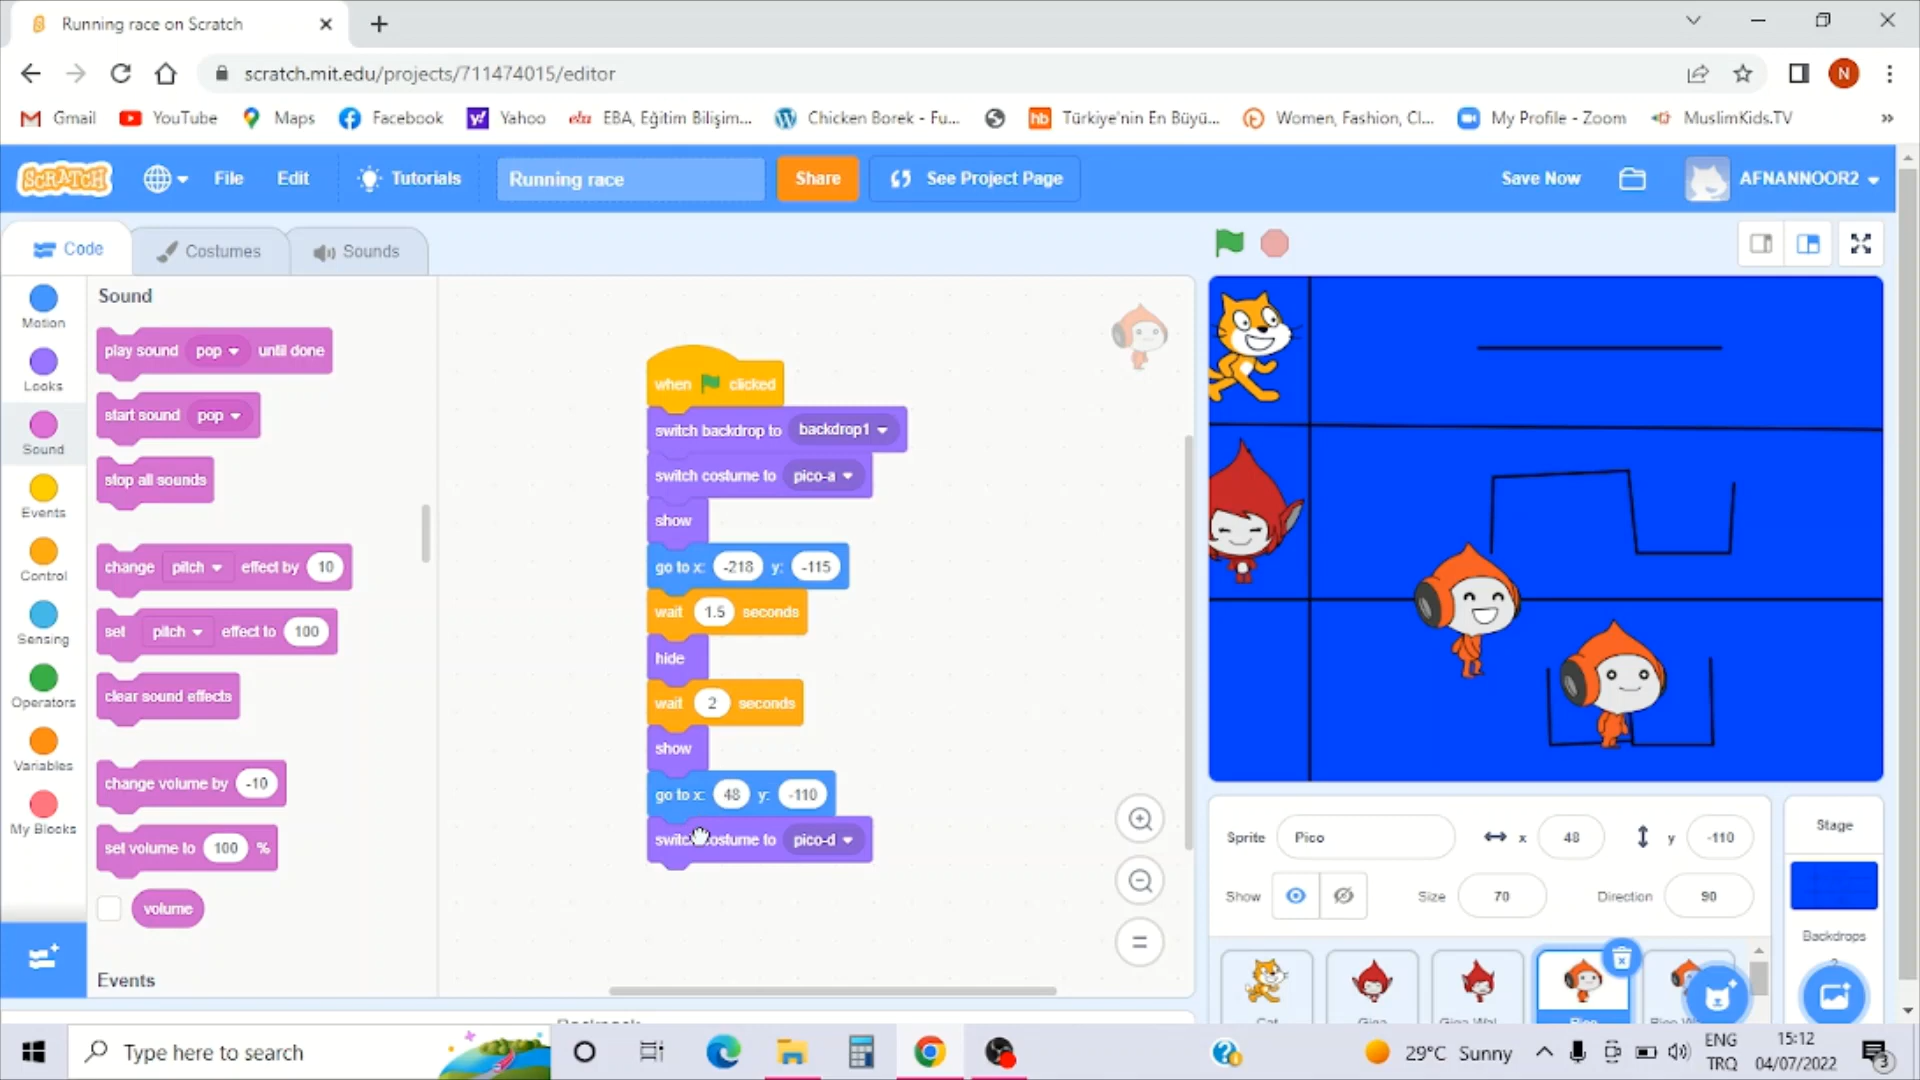 Running race on Scratch
scratch.mit.edu/projects/711474015/editor
N
Gmail YouTube Maps Facebook Yahoo EBA, Eğitim Bilişim... Chicken Borek - Fu... Türkiye'nin En Büyü... Women, Fashion, Cl... My Profile - Zoom MuslimKids.TV
SCRATCH File Edit Tutorials Running race Share See Project Page Save Now AFNANNOOR2
Code Costumes Sounds
Motion
Looks
Sound
Events
Control
Sensing
Operators
Variables
My Blocks
Sound
play sound pop until done
start sound pop
stop all sounds
change pitch effect by 10
set pitch effect to 100
clear sound effects
change volume by -10
set volume to 100 %
volume
Events
when clicked
switch backdrop to backdrop1
switch costume to pico-a
show
go to x: -218 y: -115
wait 1.5 seconds
hide
wait 2 seconds
show
go to x: 48 y: -110
switch costume to pico-d
Sprite Pico x 48 y -110
Show Size 70 Direction 90
Stage
Backdrops
Type here to search
29°C Sunny
ENG
TRQ
15:12
04/07/2022
3